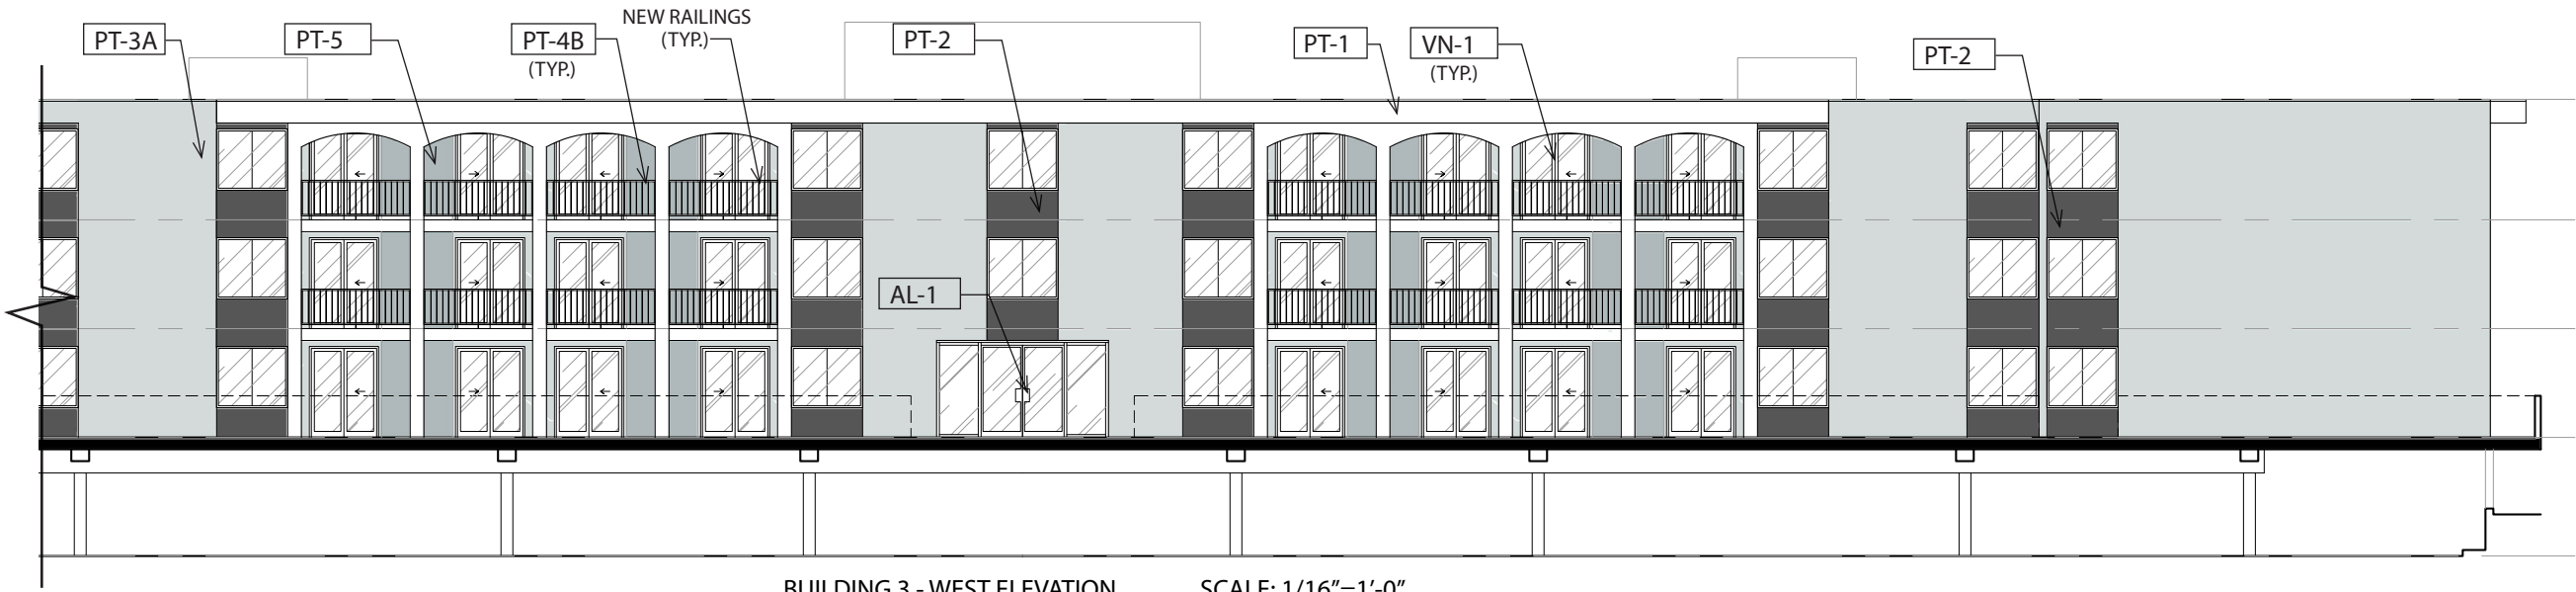 PT-3A
PT-5
PT-4B
(TYP.)
NEW RAILINGS
(TYP.)
PT-2
PT-1
VN-1
(TYP.)
PT-2
AL-1
BUILDING 3 - WEST ELEVATION SCALE: 1/16"=1'-0"